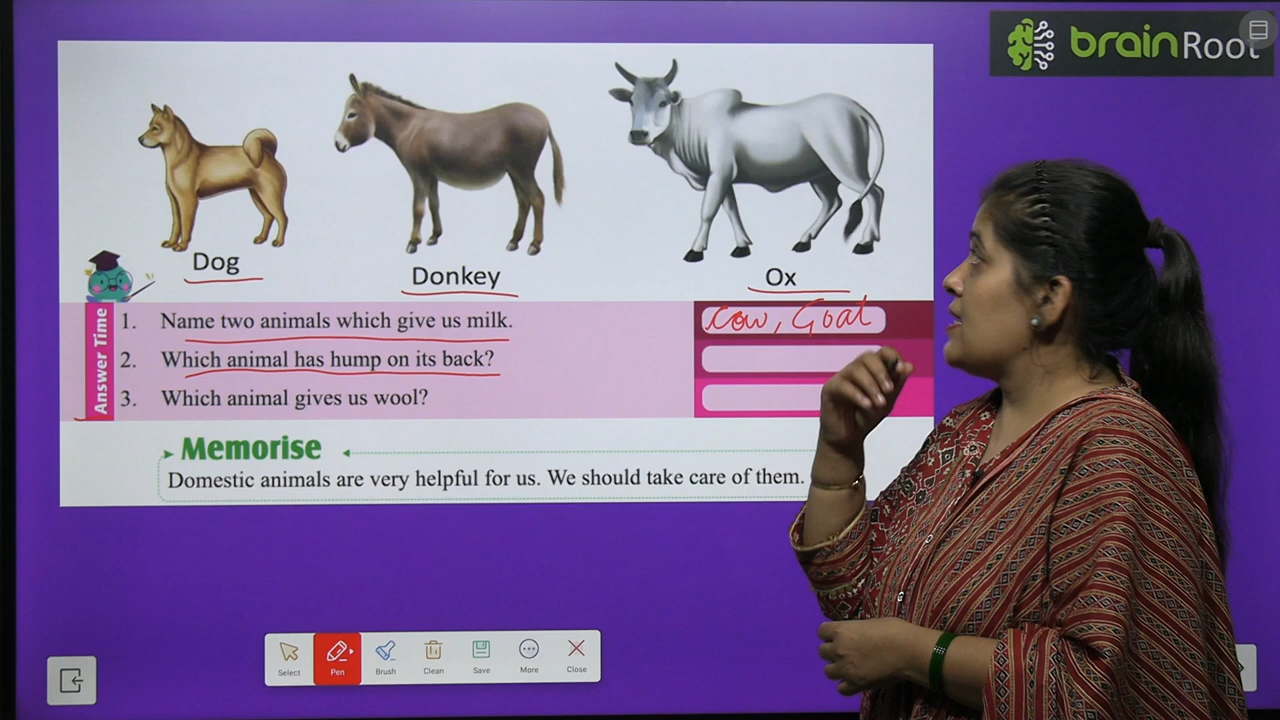 brainRoot
Dog
Donkey
Ox
Answer Time
1. Name two animals which give us milk.
Cow, Goat
2. Which animal has hump on its back?
3. Which animal gives us wool?
Memorise
Domestic animals are very helpful for us. We should take care of them.
Select Pen Brush Clean Save More Close